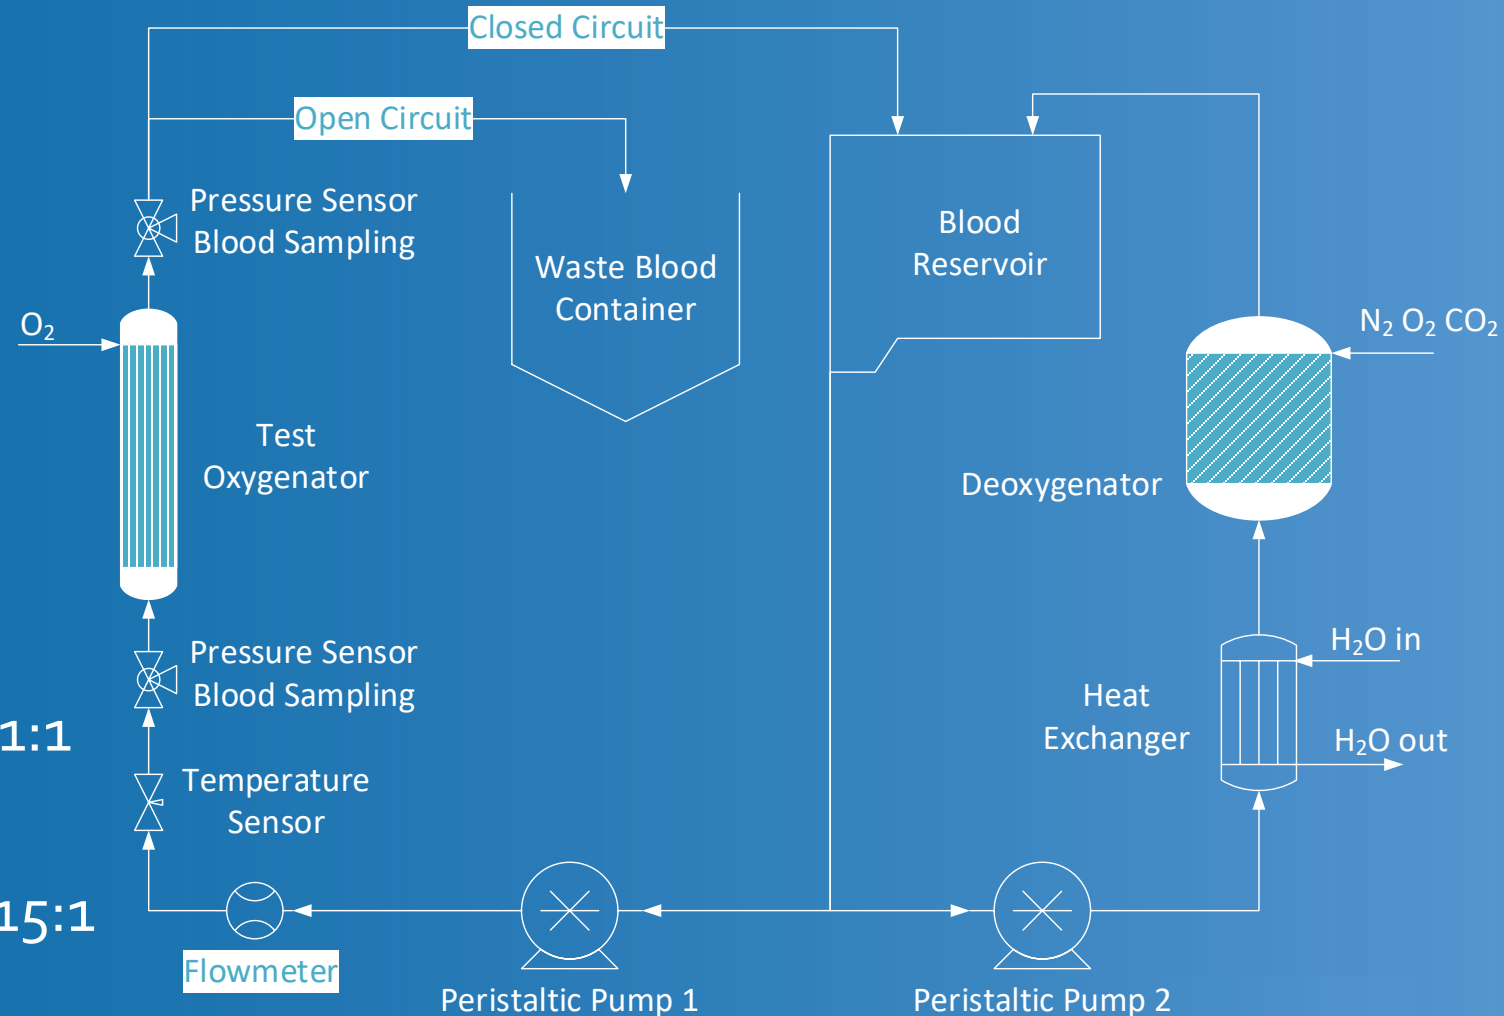 Closed Circuit
Open Circuit
Pressure Sensor
Blood Sampling
Waste Blood
Container
Blood
Reservoir
O₂
N₂ O₂ CO₂
Test
Oxygenator
Deoxygenator
Pressure Sensor
Blood Sampling
H₂O in
Heat
Exchanger
H₂O out
1:1
Temperature
Sensor
15:1
Flowmeter
Peristaltic Pump 1
Peristaltic Pump 2